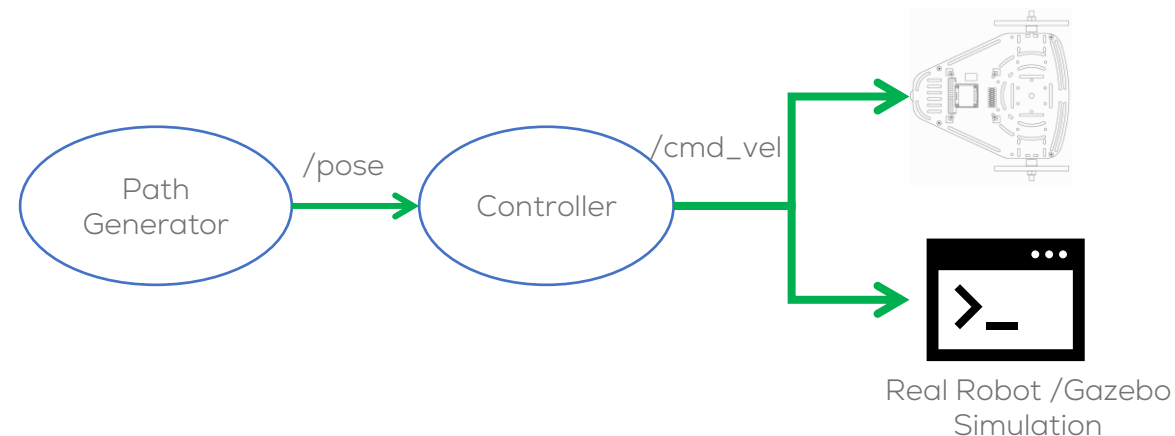 Path
Generator
/pose
Controller
/cmd_vel
Real Robot /Gazebo
Simulation